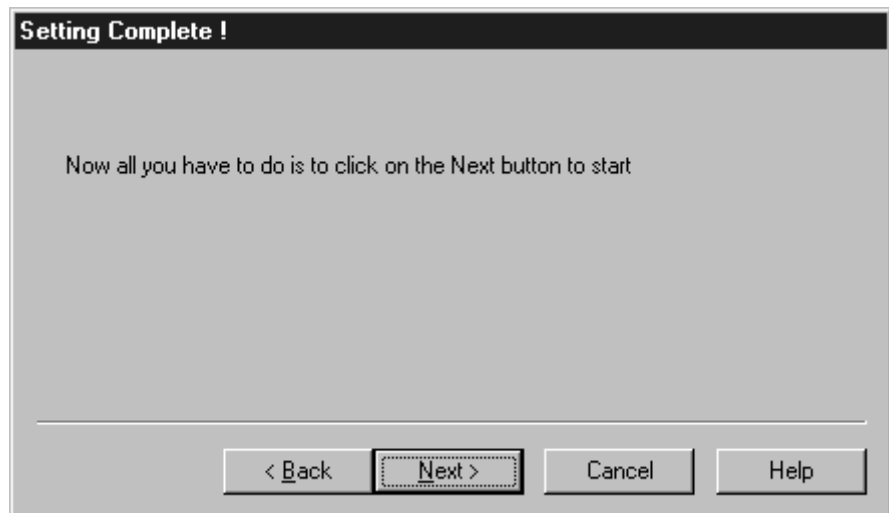 Setting Complete !
Now all you have to do is to click on the Next button to start
< Back Next > Cancel Help